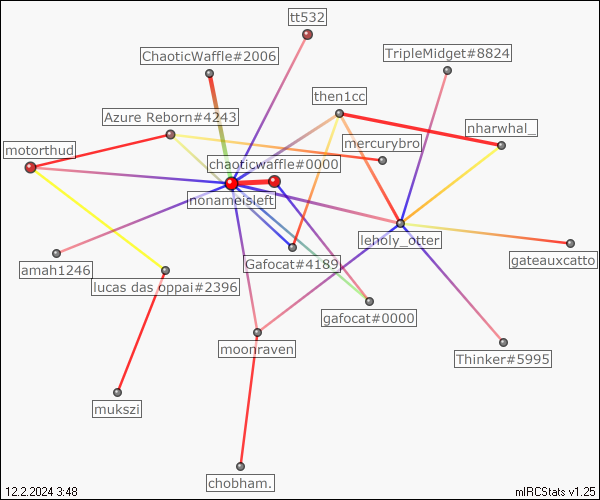 tt532
ChaoticWaffle#2006
TripleMidget#8824
then1cc
Azure Reborn#4243
nharwhal_
mercurybro
motorthud
chaoticwaffle#0000
nonameisleft
leholy_otter
gateauxcatto
Gafocat#4189
amah1246
lucas das oppai#2396
gafocat#0000
moonraven
Thinker#5995
mukszi
chobham.
12.2.2024 3:48
mIRCStats v1.25